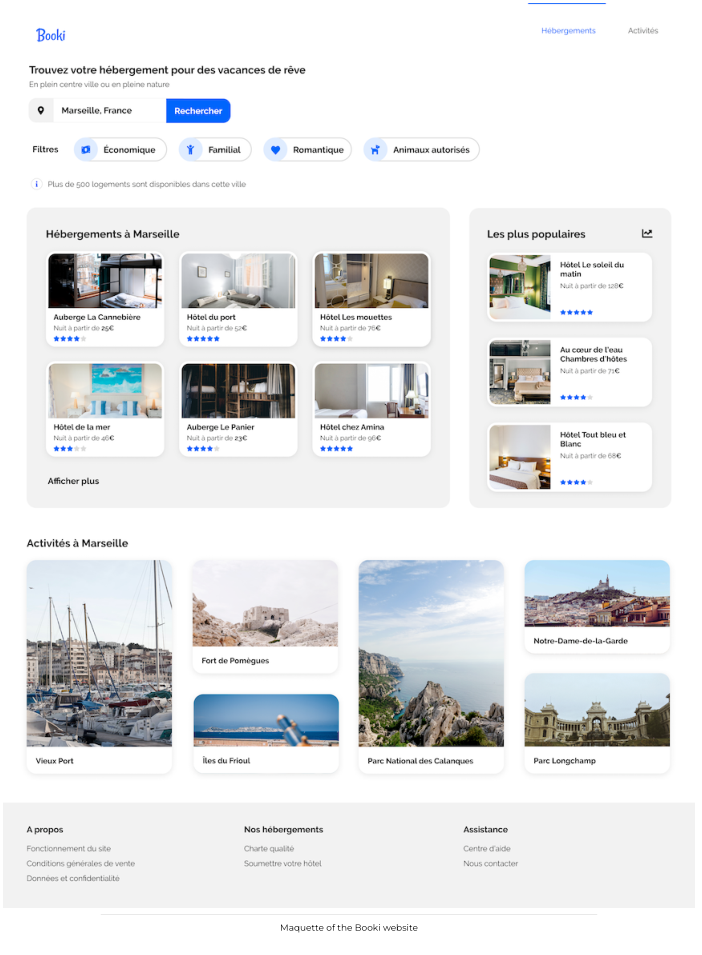 Booki
Hébergements
Activités
Trouvez votre hébergement pour des vacances de rêve
En plein centre ville ou en pleine nature
Marseille, France
Rechercher
Filtres
Économique
Familial
Romantique
Animaux autorisés
Plus de 500 logements sont disponibles dans cette ville
Hébergements à Marseille
Auberge La Cannebière
Nuit à partir de 25€
Hôtel du port
Nuit à partir de 52€
Hôtel Les mouettes
Nuit à partir de 76€
Hôtel de la mer
Nuit à partir de 46€
Auberge Le Panier
Nuit à partir de 23€
Hôtel chez Amina
Nuit à partir de 96€
Afficher plus
Les plus populaires
Hôtel Le soleil du
matin
Nuit à partir de 128€
Au cœur de l'eau
Chambres d'hôtes
Nuit à partir de 71€
Hôtel Tout bleu et
Blanc
Nuit à partir de 68€
Activités à Marseille
Vieux Port
Fort de Pomègues
Îles du Frioul
Parc National des Calanques
Notre-Dame-de-la-Garde
Parc Longchamp
A propos
Fonctionnement du site
Conditions générales de vente
Données et confidentialité
Nos hébergements
Charte qualité
Soumettre votre hôtel
Assistance
Centre d'aide
Nous contacter
Maquette of the Booki website